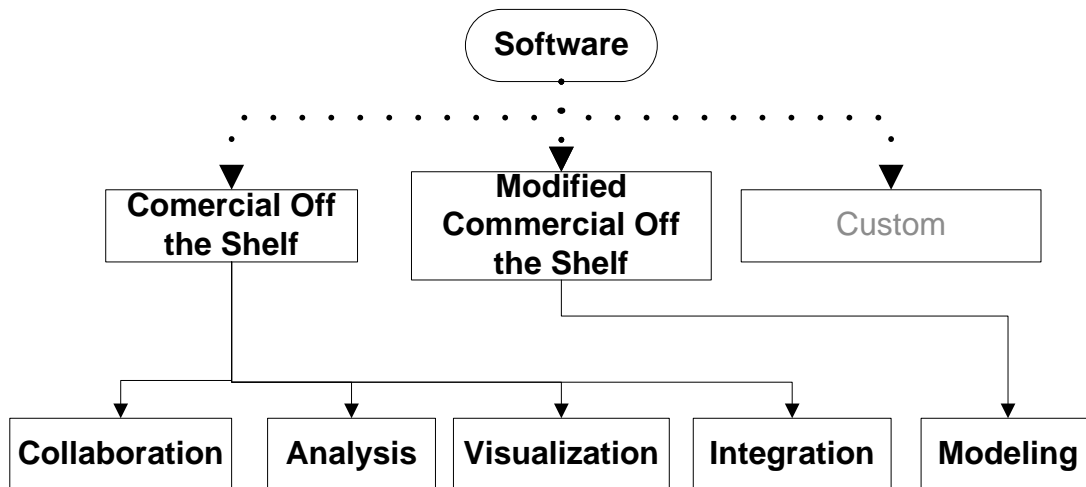 Software
Comercial Off
the Shelf
Modified
Commercial Off
the Shelf
Custom
Collaboration
Analysis
Visualization
Integration
Modeling